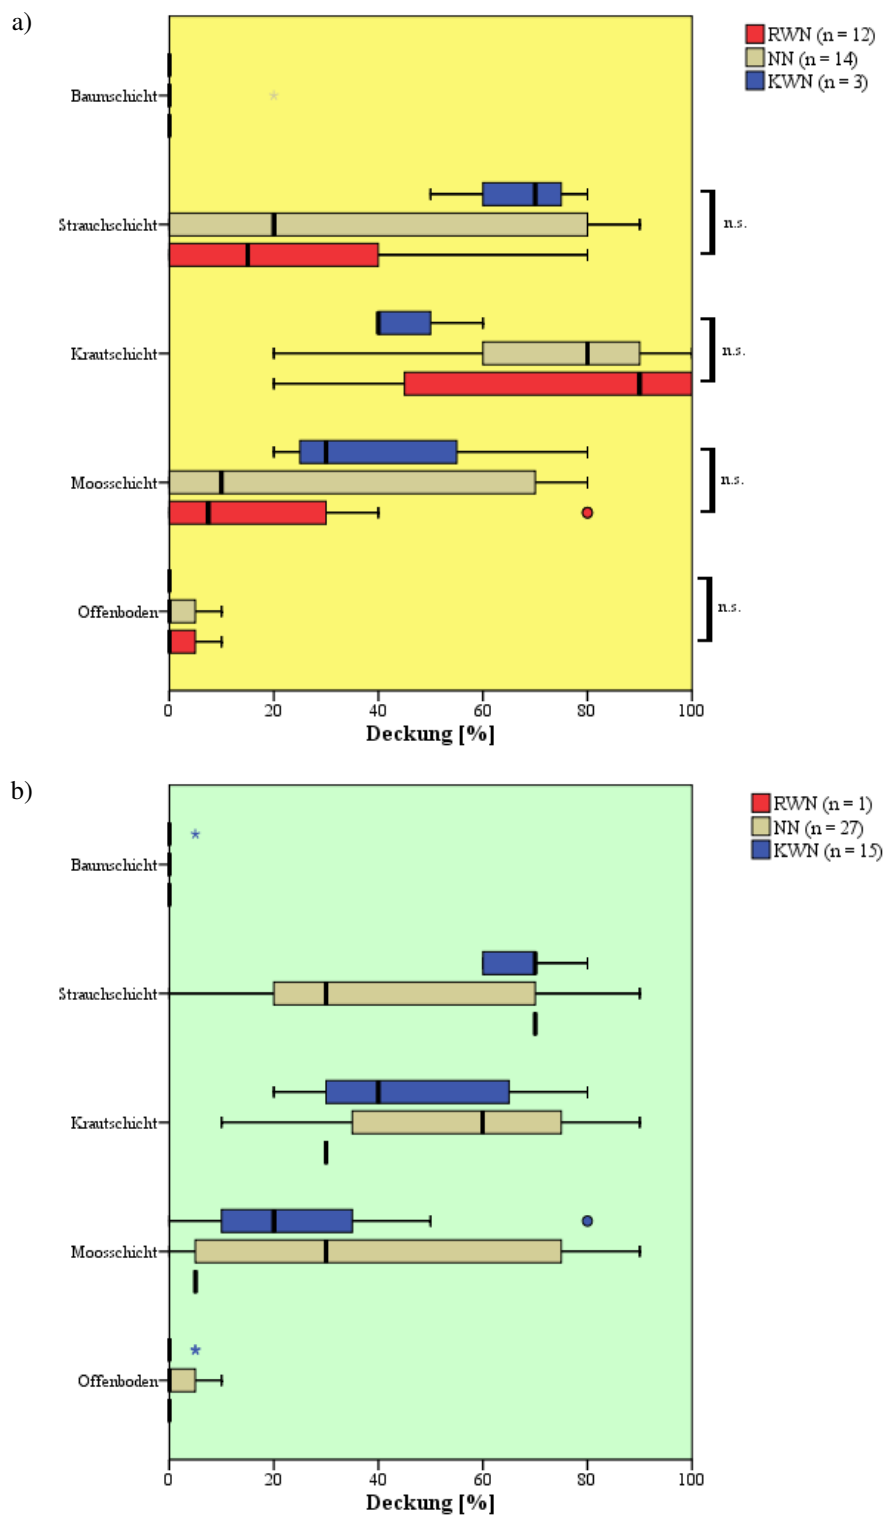 a)
RWN (n = 12)
NN (n = 14)
KWN (n = 3)
Baumschicht
Strauchschicht
n.s.
Krautschicht
n.s.
Moosschicht
n.s.
Offenboden
n.s.
0 20 40 60 80 100
Deckung [%]
b)
RWN (n = 1)
NN (n = 27)
KWN (n = 15)
Baumschicht
Strauchschicht
Krautschicht
Moosschicht
Offenboden
0 20 40 60 80 100
Deckung [%]